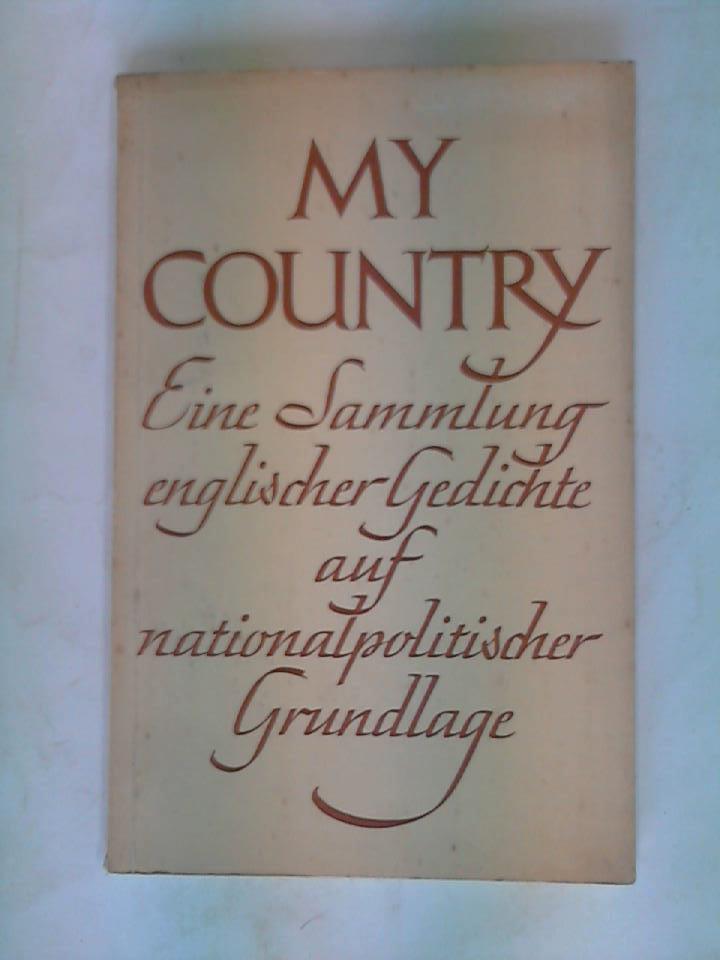 MY
COUNTRY
Eine Sammlung
englischer Gedichte
auf
nationalpolitischer
Grundlage